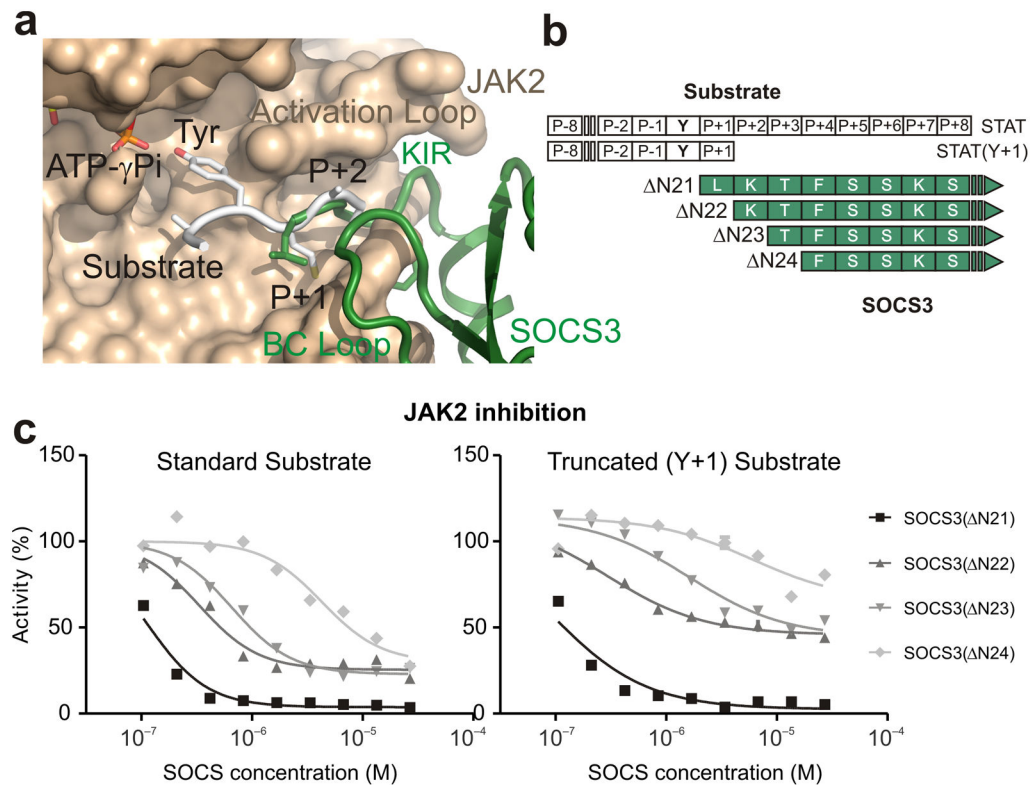 a
JAK2
Activation Loop
Tyr
KIR
ATP-γPi
P+2
Substrate
P+1
BC Loop
SOCS3
b
Substrate
P-8 P-2 P-1 Y P+1 P+2 P+3 P+4 P+5 P+6 P+7 P+8 STAT
P-8 P-2 P-1 Y P+1 STAT(Y+1)
ΔN21 L K T F S S K S
ΔN22 K T F S S K S
ΔN23 T F S S K S
ΔN24 F S S K S
SOCS3
JAK2 inhibition
c
Standard Substrate
150
100
50
0
Activity (%)
10⁻⁷ 10⁻⁶ 10⁻⁵ 10⁻⁴
SOCS concentration (M)
Truncated (Y+1) Substrate
150
100
50
0
10⁻⁷ 10⁻⁶ 10⁻⁵ 10⁻⁴
SOCS concentration (M)
SOCS3(ΔN21)
SOCS3(ΔN22)
SOCS3(ΔN23)
SOCS3(ΔN24)